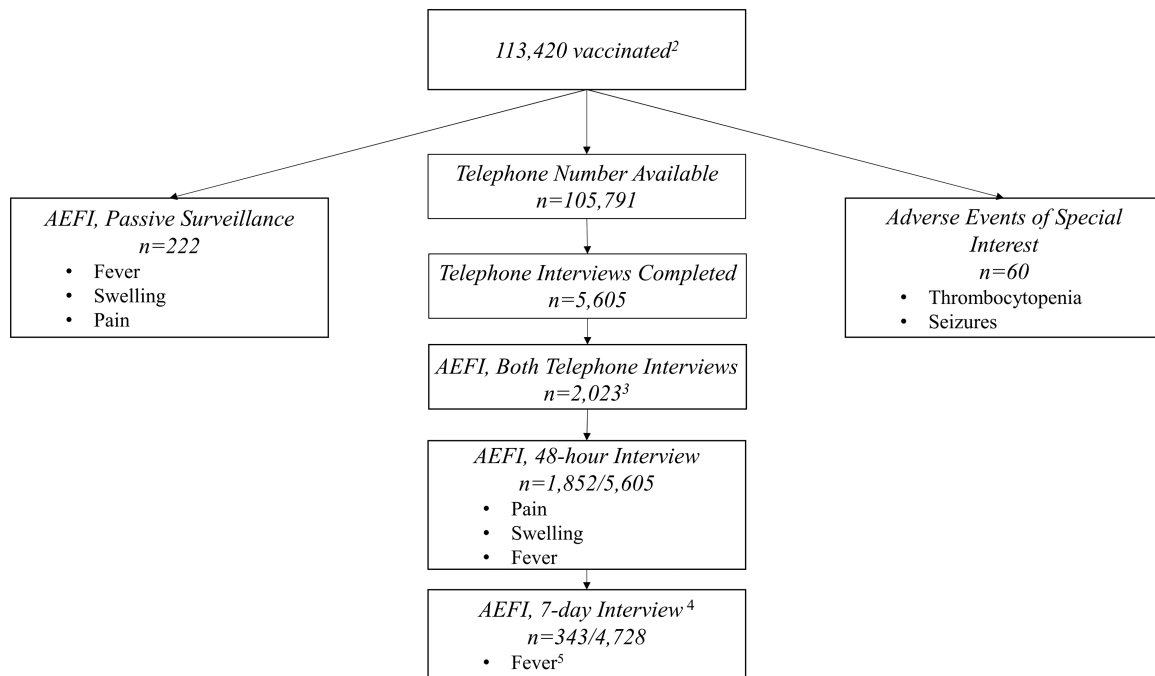 113,420 vaccinated²
AEFI, Passive Surveillance
n=222
• Fever
• Swelling
• Pain
Telephone Number Available
n=105,791
Telephone Interviews Completed
n=5,605
AEFI, Both Telephone Interviews
n=2,023³
AEFI, 48-hour Interview
n=1,852/5,605
• Pain
• Swelling
• Fever
AEFI, 7-day Interview ⁴
n=343/4,728
• Fever⁵
Adverse Events of Special
Interest
n=60
• Thrombocytopenia
• Seizures